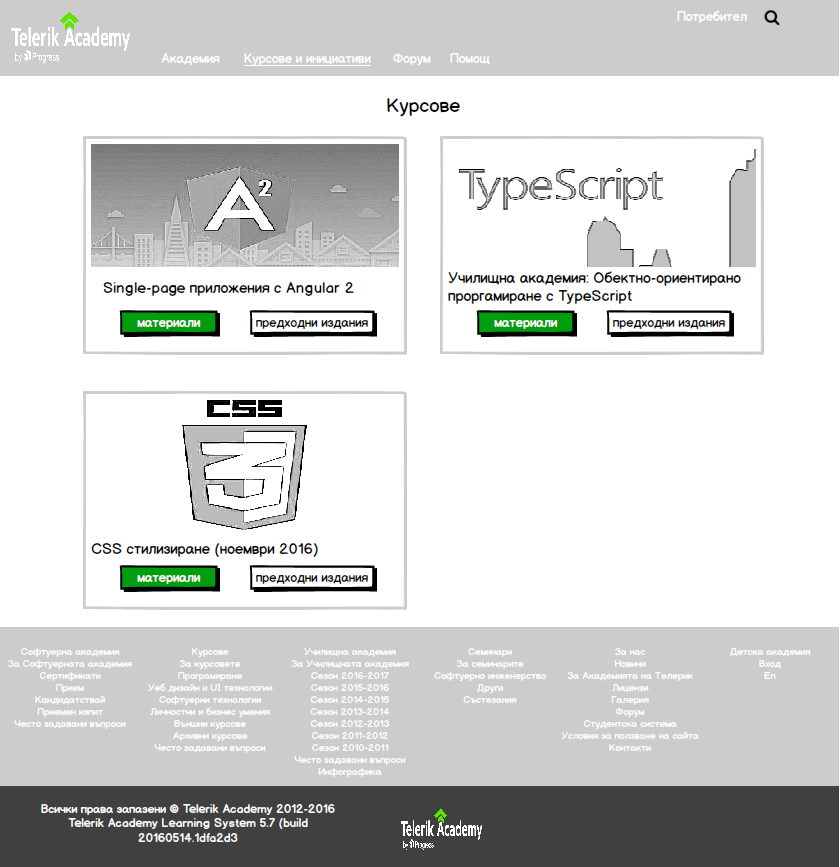 Telerik Academy
by Progress
Потребител
Академия
Курсове и инициативи
Форум
Помощ
Курсове
A2
Single-page приложения с Angular 2
материали
предходни издания
TypeScript
Училищна академия: Обектно-ориентирано
проргамиране с TypeScript
материали
предходни издания
CSS
3
CSS стилизиране (ноември 2016)
материали
предходни издания
Софтуерна академия
За Софтуерната академия
Сертификати
Прием
Кандидатствай
Приемен изпит
Често задавани въпроси
Курсове
За курсовете
Програмиране
Уеб дизайн и UI технологии
Софтуерни технологии
Личностни и бизнес умения
Външни курсове
Архивни курсове
Често задавани въпроси
Училищна академия
За Училищната академия
Сезон 2016-2017
Сезон 2015-2016
Сезон 2014-2015
Сезон 2013-2014
Сезон 2012-2013
Сезон 2011-2012
Сезон 2010-2011
Често задавани въпроси
Инфографика
Семинари
За семинарите
Софтуерно инженерство
Други
Състезания
За нас
Новини
За Академията на Телерик
Лицензи
Галерия
Форум
Студентска система
Условия за ползване на сайта
Контакти
Детска академия
Вход
En
Всички права запазени © Telerik Academy 2012-2016
Telerik Academy Learning System 5.7 (build
20160514.1dfa2d3
Telerik Academy
by Progress